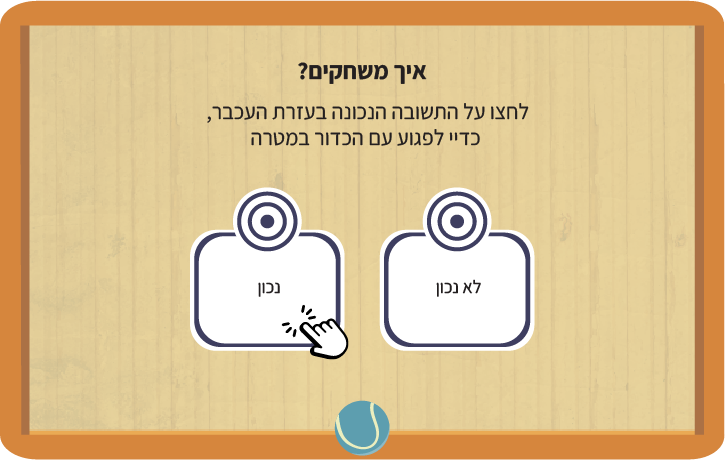 איך משחקים?
לחצו על התשובה הנכונה בעזרת העכבר,
כדיי לפגוע עם הכדור במטרה
לא נכון
נכון